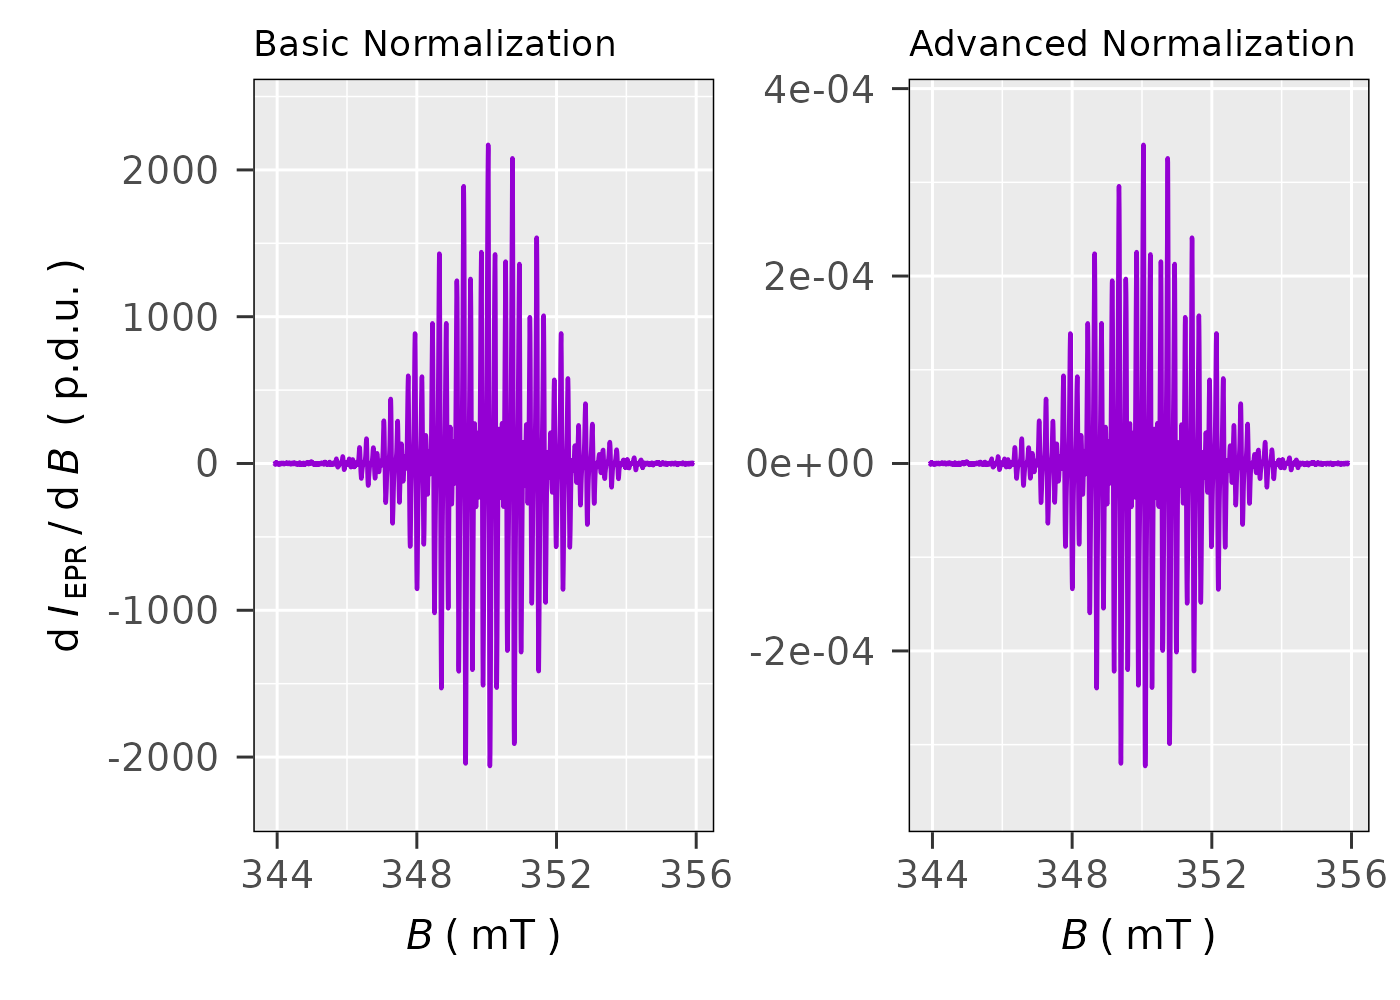 Basic Normalization
Advanced Normalization
d I EPR / d B ( p.d.u. )
2000
1000
0
-1000
-2000
344 348 352 356
B ( mT )
4e-04
2e-04
0e+00
-2e-04
344 348 352 356
B ( mT )